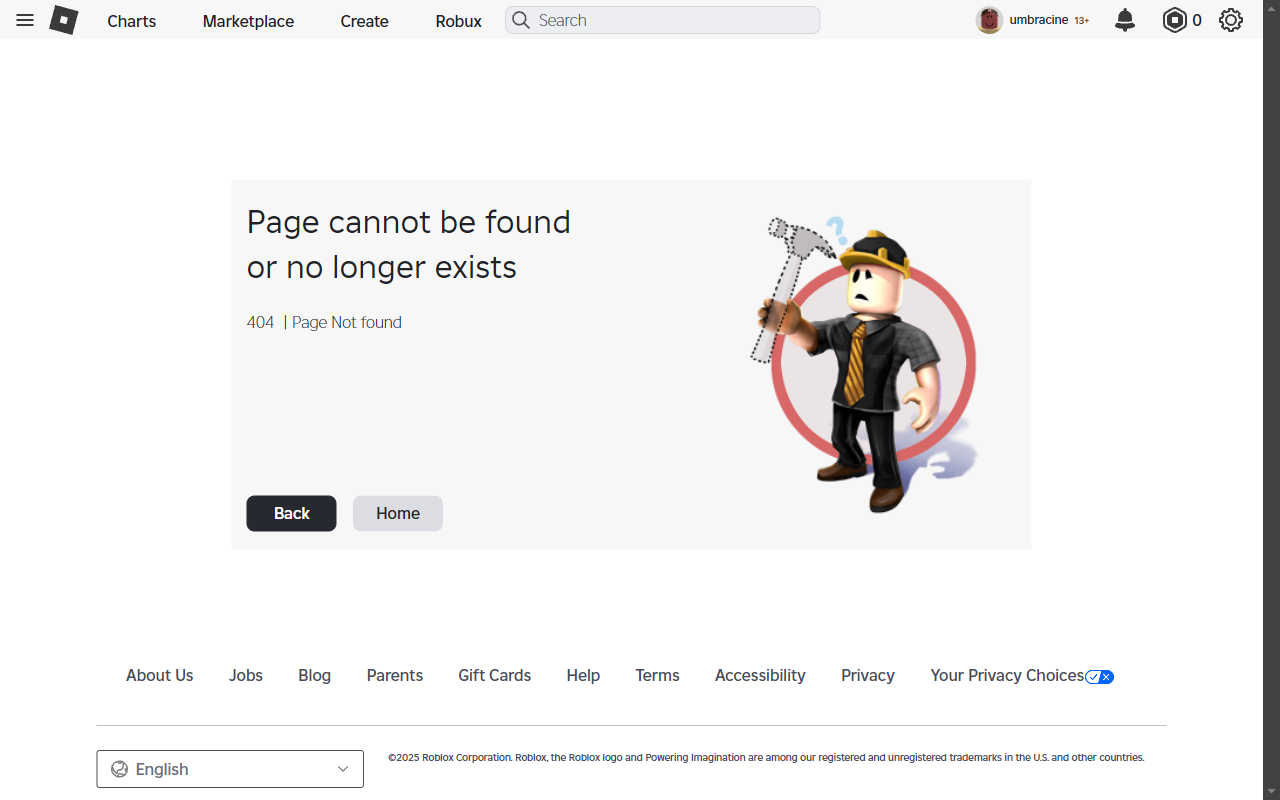 Charts Marketplace Create Robux Search umbracine 13+ 0
Page cannot be found
or no longer exists
404 | Page Not found
Back Home
About Us Jobs Blog Parents Gift Cards Help Terms Accessibility Privacy Your Privacy Choices
English
©2025 Roblox Corporation. Roblox, the Roblox logo and Powering Imagination are among our registered and unregistered trademarks in the U.S. and other countries.